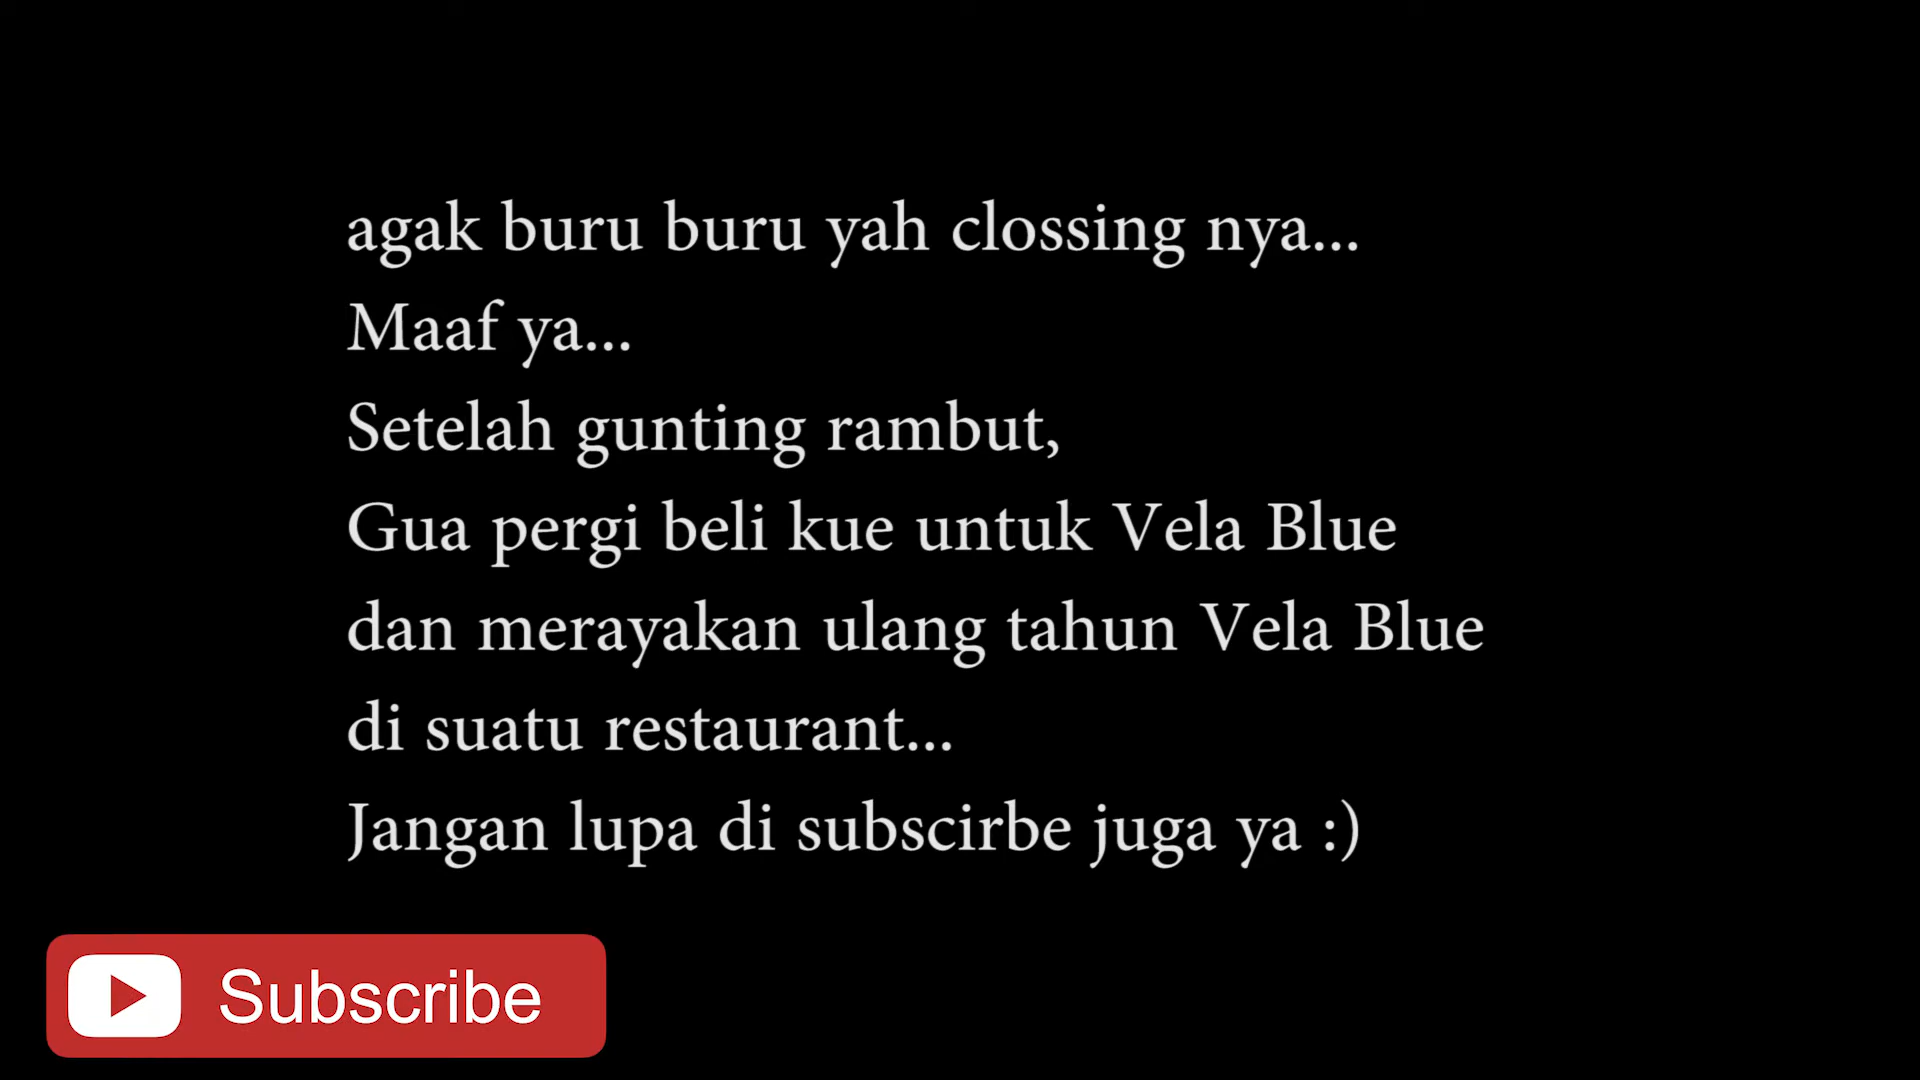 agak buru buru yah clossing nya...
Maaf ya...
Setelah gunting rambut,
Gua pergi beli kue untuk Vela Blue
dan merayakan ulang tahun Vela Blue
di suatu restaurant...
Jangan lupa di subscirbe juga ya :)
Subscribe